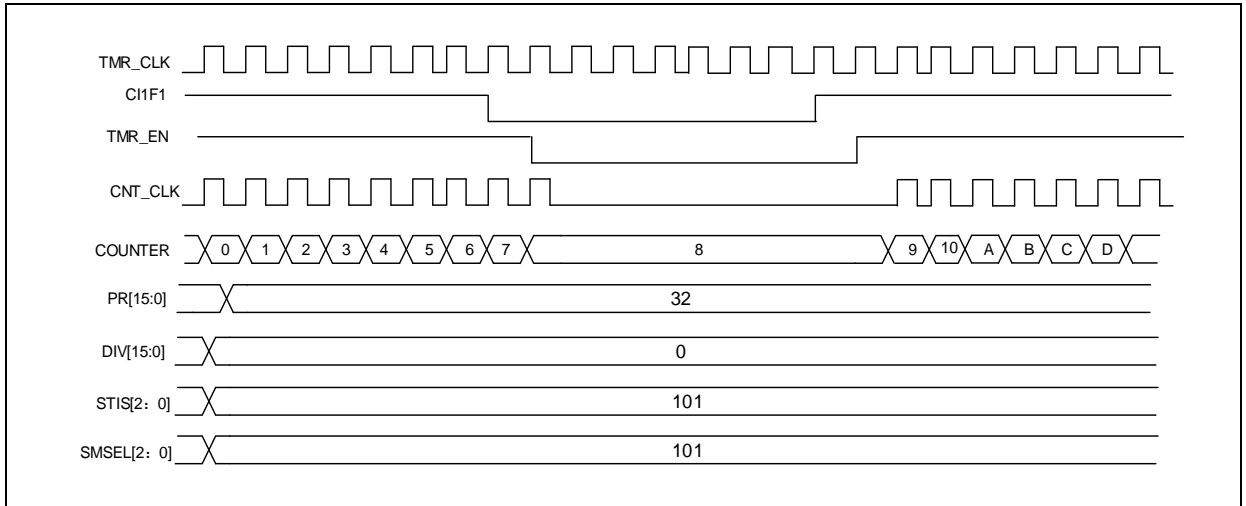 TMR_CLK
CI1F1
TMR_EN
CNT_CLK
COUNTER 0 1 2 3 4 5 6 7 8 9 10 A B C D
PR[15:0] 32
DIV[15:0] 0
STIS[2：0] 101
SMSEL[2：0] 101